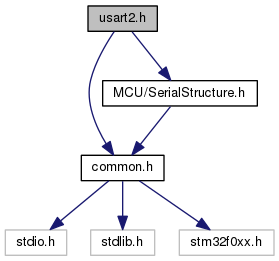 usart2.h
MCU/SerialStructure.h
common.h
stdio.h
stdlib.h
stm32f0xx.h